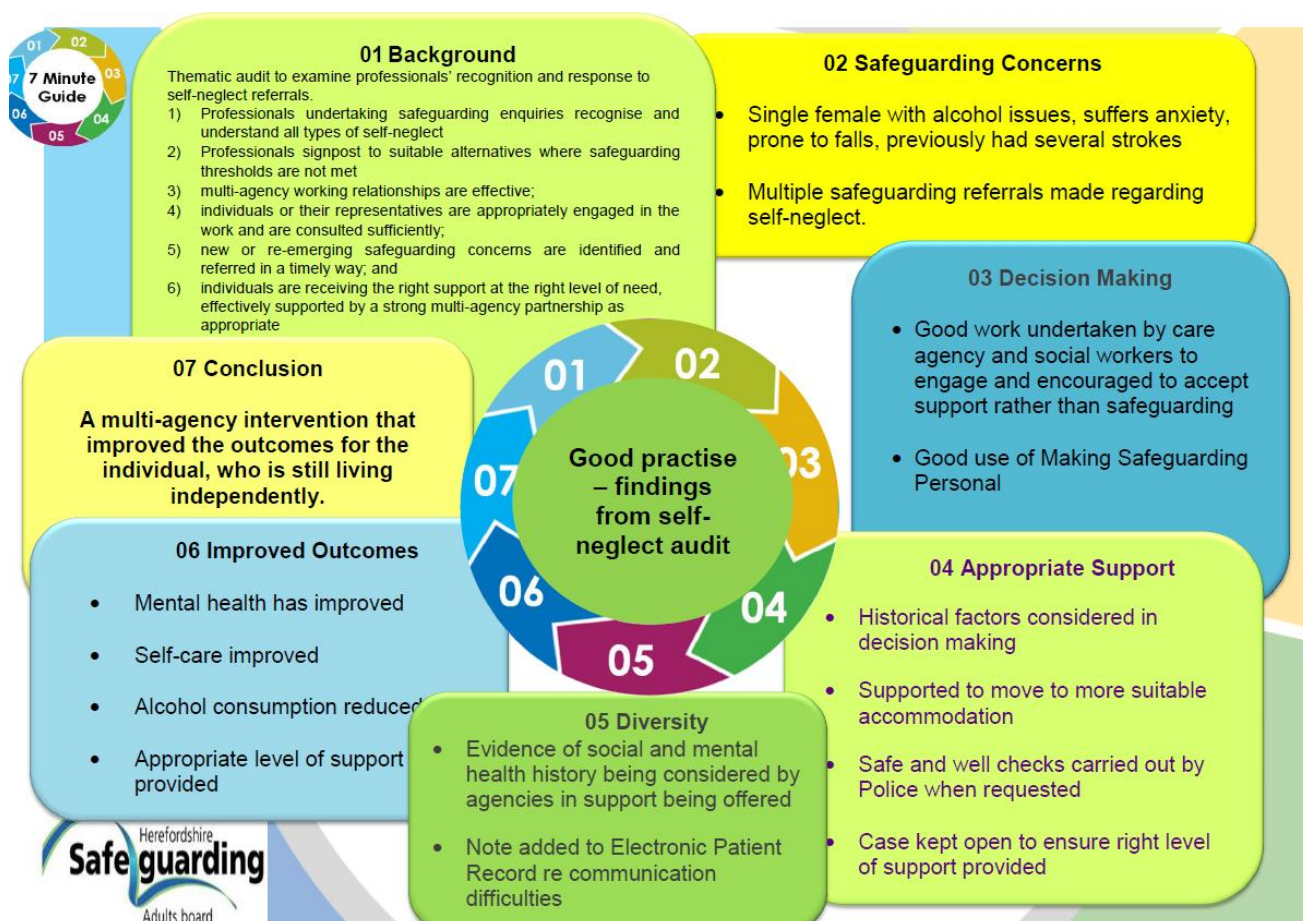 01
02
03
04
05
06
07
7 Minute
Guide
01 Background
Thematic audit to examine professionals' recognition and response to
self-neglect referrals.
1) Professionals undertaking safeguarding enquiries recognise and
understand all types of self-neglect
2) Professionals signpost to suitable alternatives where safeguarding
thresholds are not met
3) multi-agency working relationships are effective;
4) individuals or their representatives are appropriately engaged in the
work and are consulted sufficiently;
5) new or re-emerging safeguarding concerns are identified and
referred in a timely way; and
6) individuals are receiving the right support at the right level of need,
effectively supported by a strong multi-agency partnership as
appropriate
02 Safeguarding Concerns
• Single female with alcohol issues, suffers anxiety,
prone to falls, previously had several strokes
• Multiple safeguarding referrals made regarding
self-neglect.
03 Decision Making
• Good work undertaken by care
agency and social workers to
engage and encouraged to accept
support rather than safeguarding
• Good use of Making Safeguarding
Personal
04 Appropriate Support
• Historical factors considered in
decision making
• Supported to move to more suitable
accommodation
• Safe and well checks carried out by
Police when requested
• Case kept open to ensure right level
of support provided
05 Diversity
• Evidence of social and mental
health history being considered by
agencies in support being offered
• Note added to Electronic Patient
Record re communication
difficulties
06 Improved Outcomes
• Mental health has improved
• Self-care improved
• Alcohol consumption reduced
• Appropriate level of support
provided
07 Conclusion
A multi-agency intervention that
improved the outcomes for the
individual, who is still living
independently.
01
02
03
04
05
06
07
Good practise
– findings
from self-
neglect audit
Herefordshire
Safeguarding
Adults board